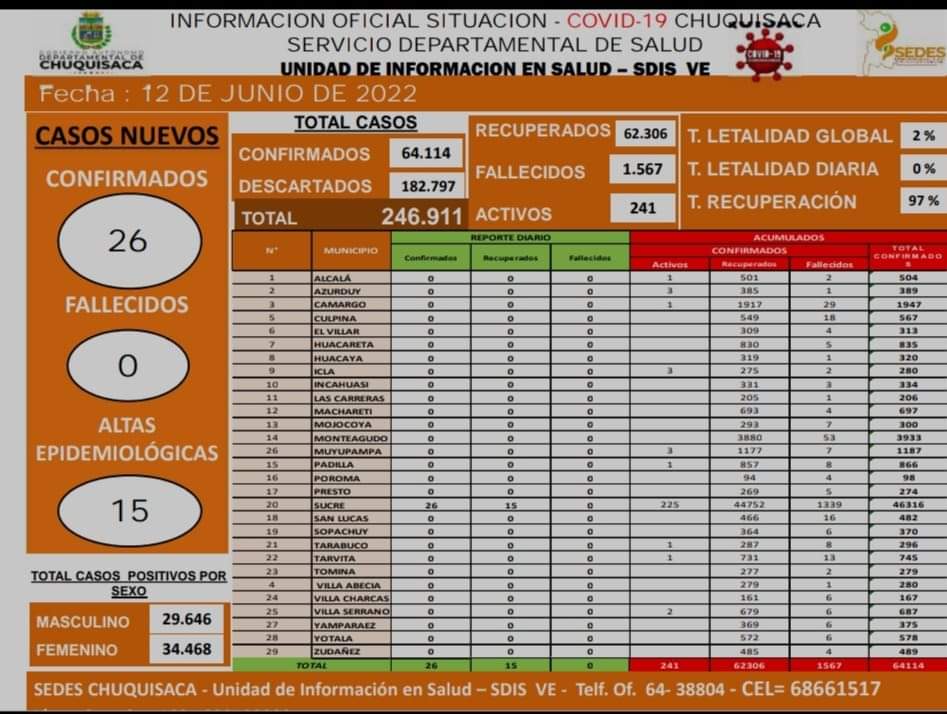 INFORMACION OFICIAL SITUACION - COVID-19 CHUQUISACA
SERVICIO DEPARTAMENTAL DE SALUD
UNIDAD DE INFORMACION EN SALUD – SDIS VE
GOBIERNO AUTÓNOMO
DEPARTAMENTAL DE
CHUQUISACA
COVID-19
SEDES
Fecha : 12 DE JUNIO DE 2022
CASOS NUEVOS
CONFIRMADOS
26
FALLECIDOS
0
ALTAS
EPIDEMIOLÓGICAS
15
TOTAL CASOS POSITIVOS POR
SEXO
MASCULINO 29.646
FEMENINO 34.468
TOTAL CASOS
CONFIRMADOS 64.114
DESCARTADOS 182.797
TOTAL 246.911
RECUPERADOS 62.306
FALLECIDOS 1.567
ACTIVOS 241
T. LETALIDAD GLOBAL 2 %
T. LETALIDAD DIARIA 0 %
T. RECUPERACIÓN 97 %
N° MUNICIPIO REPORTE DIARIO ACUMULADOS
Confirmados Recuperados Fallecidos CONFIRMADOS TOTAL CONFIRMADOS
Activos Recuperados Fallecidos
1 ALCALÁ 0 0 0 1 501 2 504
2 AZURDUY 0 0 0 3 385 1 389
3 CAMARGO 0 0 0 1 1917 29 1947
5 CULPINA 0 0 0 549 18 567
6 EL VILLAR 0 0 0 309 4 313
7 HUACARETA 0 0 0 830 5 835
8 HUACAYA 0 0 0 319 1 320
9 ICLA 0 0 0 3 275 2 280
10 INCAHUASI 0 0 0 331 3 334
11 LAS CARRERAS 0 0 0 205 1 206
12 MACHARETI 0 0 0 693 4 697
13 MOJOCOYA 0 0 0 293 7 300
14 MONTEAGUDO 0 0 0 3880 53 3933
26 MUYUPAMPA 0 0 0 3 1177 7 1187
15 PADILLA 0 0 0 1 857 8 866
16 POROMA 0 0 0 94 4 98
17 PRESTO 0 0 0 269 5 274
20 SUCRE 26 15 0 225 44752 1339 46316
18 SAN LUCAS 0 0 0 466 16 482
19 SOPACHUY 0 0 0 364 6 370
21 TARABUCO 0 0 0 1 287 8 296
22 TARVITA 0 0 0 1 731 13 745
23 TOMINA 0 0 0 277 2 279
4 VILLA ABECIA 0 0 0 279 1 280
24 VILLA CHARCAS 0 0 0 161 6 167
25 VILLA SERRANO 0 0 0 2 679 6 687
27 YAMPARAEZ 0 0 0 369 6 375
28 YOTALA 0 0 0 572 6 578
29 ZUDAÑEZ 0 0 0 485 4 489
TOTAL 26 15 0 241 62306 1567 64114
SEDES CHUQUISACA - Unidad de Información en Salud – SDIS VE - Telf. Of. 64- 38804 - CEL= 68661517